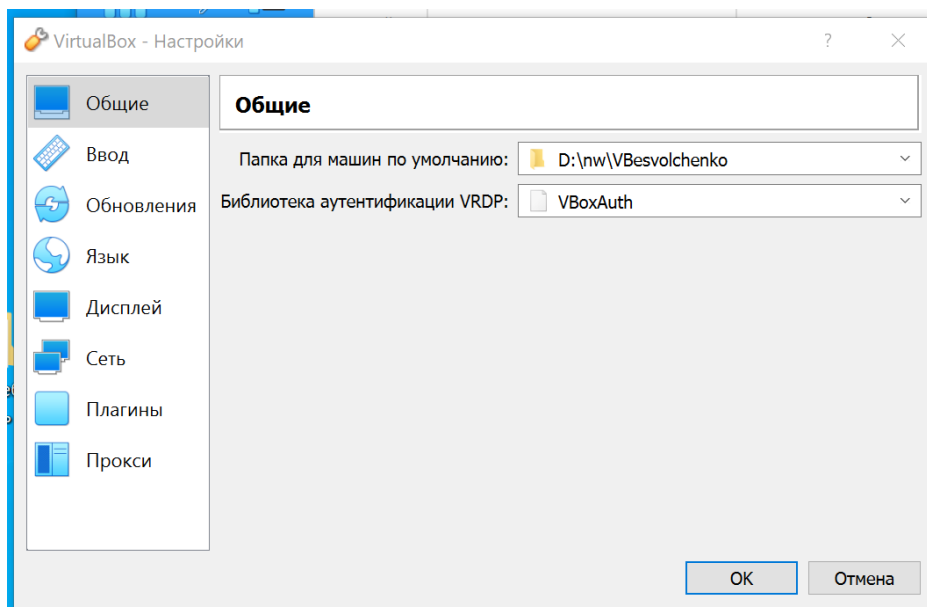 VirtualBox - Настройки
?
Общие
Ввод
Обновления
Язык
Дисплей
Сеть
Плагины
Прокси
Общие
Папка для машин по умолчанию: D:\nw\VBesvolchenko
Библиотека аутентификации VRDP: VBoxAuth
OK Отмена